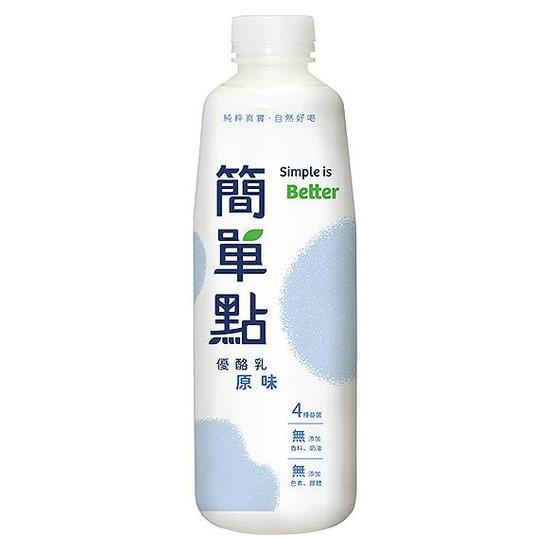 純粹真實·自然好喝
簡單點
Simple is
Better
優酪乳
原味
4種益菌
無添加
香料、奶油
無添加
色素、膠體